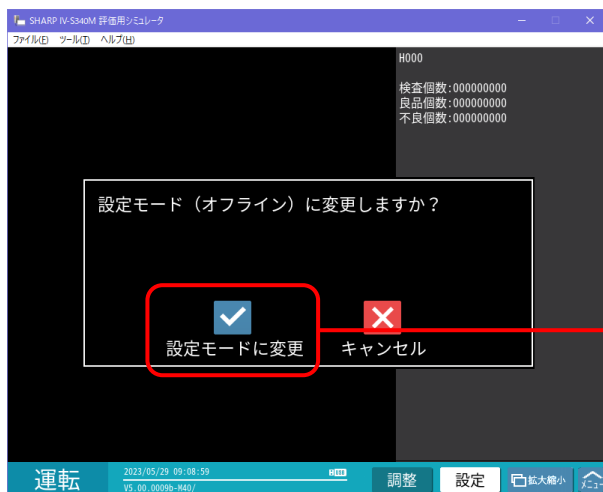 SHARP IV-S340M 評価用シミュレータ
ファイル(F) ツール(T) ヘルプ(H)
H000
検査個数:000000000
良品個数:000000000
不良個数:000000000
設定モード（オフライン）に変更しますか？
設定モードに変更 キャンセル
運転 2023/05/29 09:08:59 調整 設定 拡大縮小 メニュー
V5.00.0009b-M40/